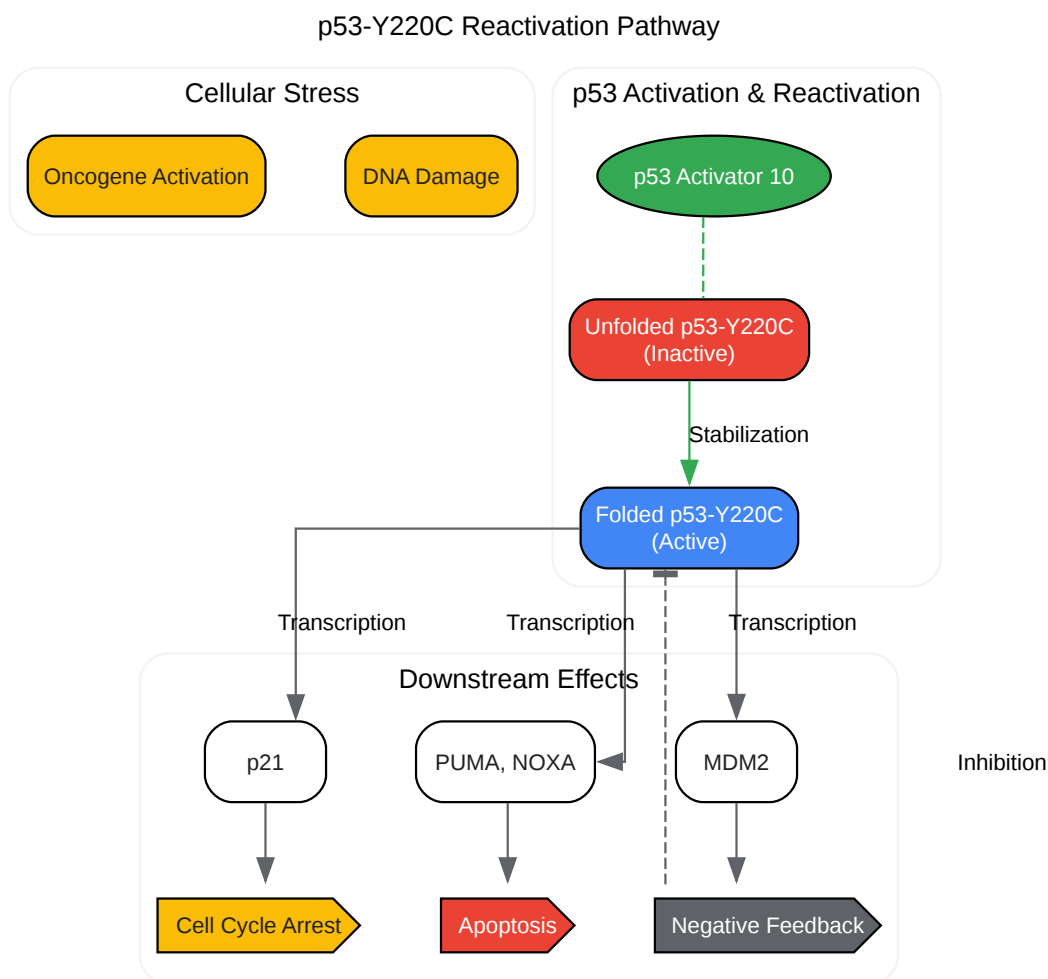 p53-Y220C Reactivation Pathway
Cellular Stress
p53 Activation & Reactivation
Oncogene Activation
DNA Damage
p53 Activator 10
Unfolded p53-Y220C
(Inactive)
Stabilization
Folded p53-Y220C
(Active)
Transcription
Transcription
Transcription
Downstream Effects
p21
PUMA, NOXA
MDM2
Inhibition
Cell Cycle Arrest
Apoptosis
Negative Feedback